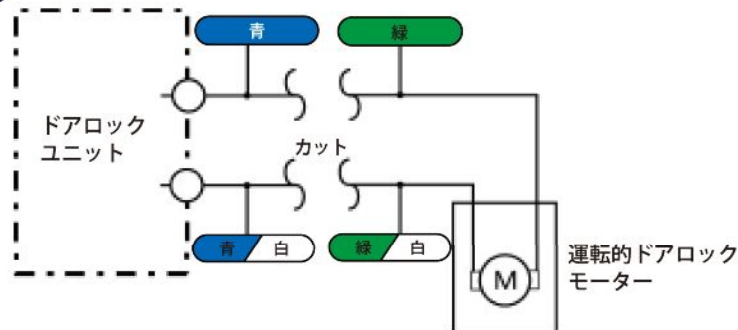 青
緑
ドアロック
ユニット
カット
青 白
緑 白
M
運転的ドアロック
モーター